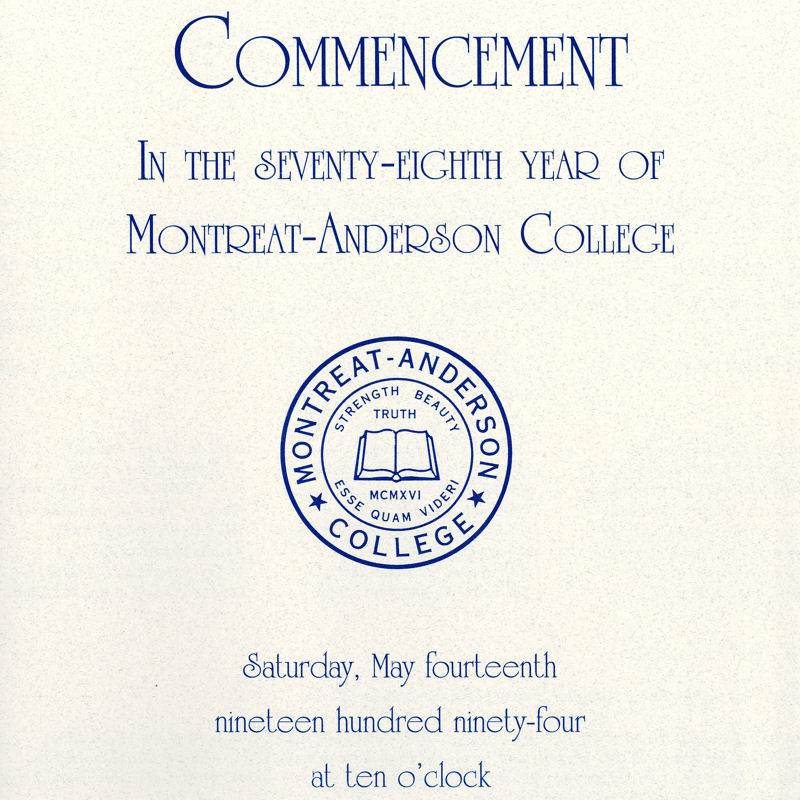 COMMENCEMENT
IN THE SEVENTY-EIGHTH YEAR OF
MONTREAT-ANDERSON COLLEGE
MONTREAT-ANDERSON
STRENGTH BEAUTY
TRUTH
MCMXVI
ESSE QUAM VIDERI
★ COLLEGE ★
Saturday, May fourteenth
nineteen hundred ninety-four
at ten o'clock